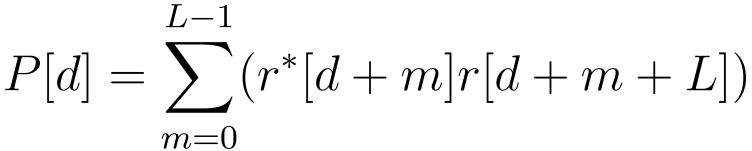 P[d] = \sum_{m=0}^{L-1} (r^*[d + m]r[d + m + L])